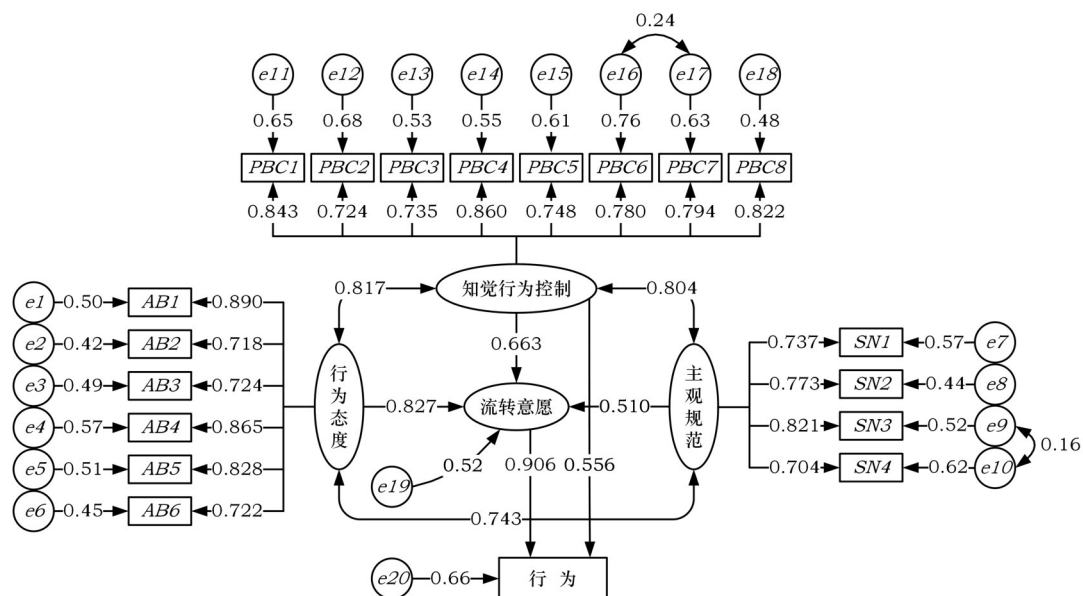 0.24
e11 e12 e13 e14 e15 e16 e17 e18
0.65 0.68 0.53 0.55 0.61 0.76 0.63 0.48
PBC1 PBC2 PBC3 PBC4 PBC5 PBC6 PBC7 PBC8
0.843 0.724 0.735 0.860 0.748 0.780 0.794 0.822
0.817 知觉行为控制 0.804
e1 0.50 AB1 0.890
e2 0.42 AB2 0.718
e3 0.49 AB3 0.724
e4 0.57 AB4 0.865
e5 0.51 AB5 0.828
e6 0.45 AB6 0.722
行为态度
0.663
0.827 流转意愿 0.510
主观规范
0.737 SN1 0.57 e7
0.773 SN2 0.44 e8
0.821 SN3 0.52 e9
0.704 SN4 0.62 e10
0.16
e19 0.52 0.906 0.556
0.743
e20 0.66 行为